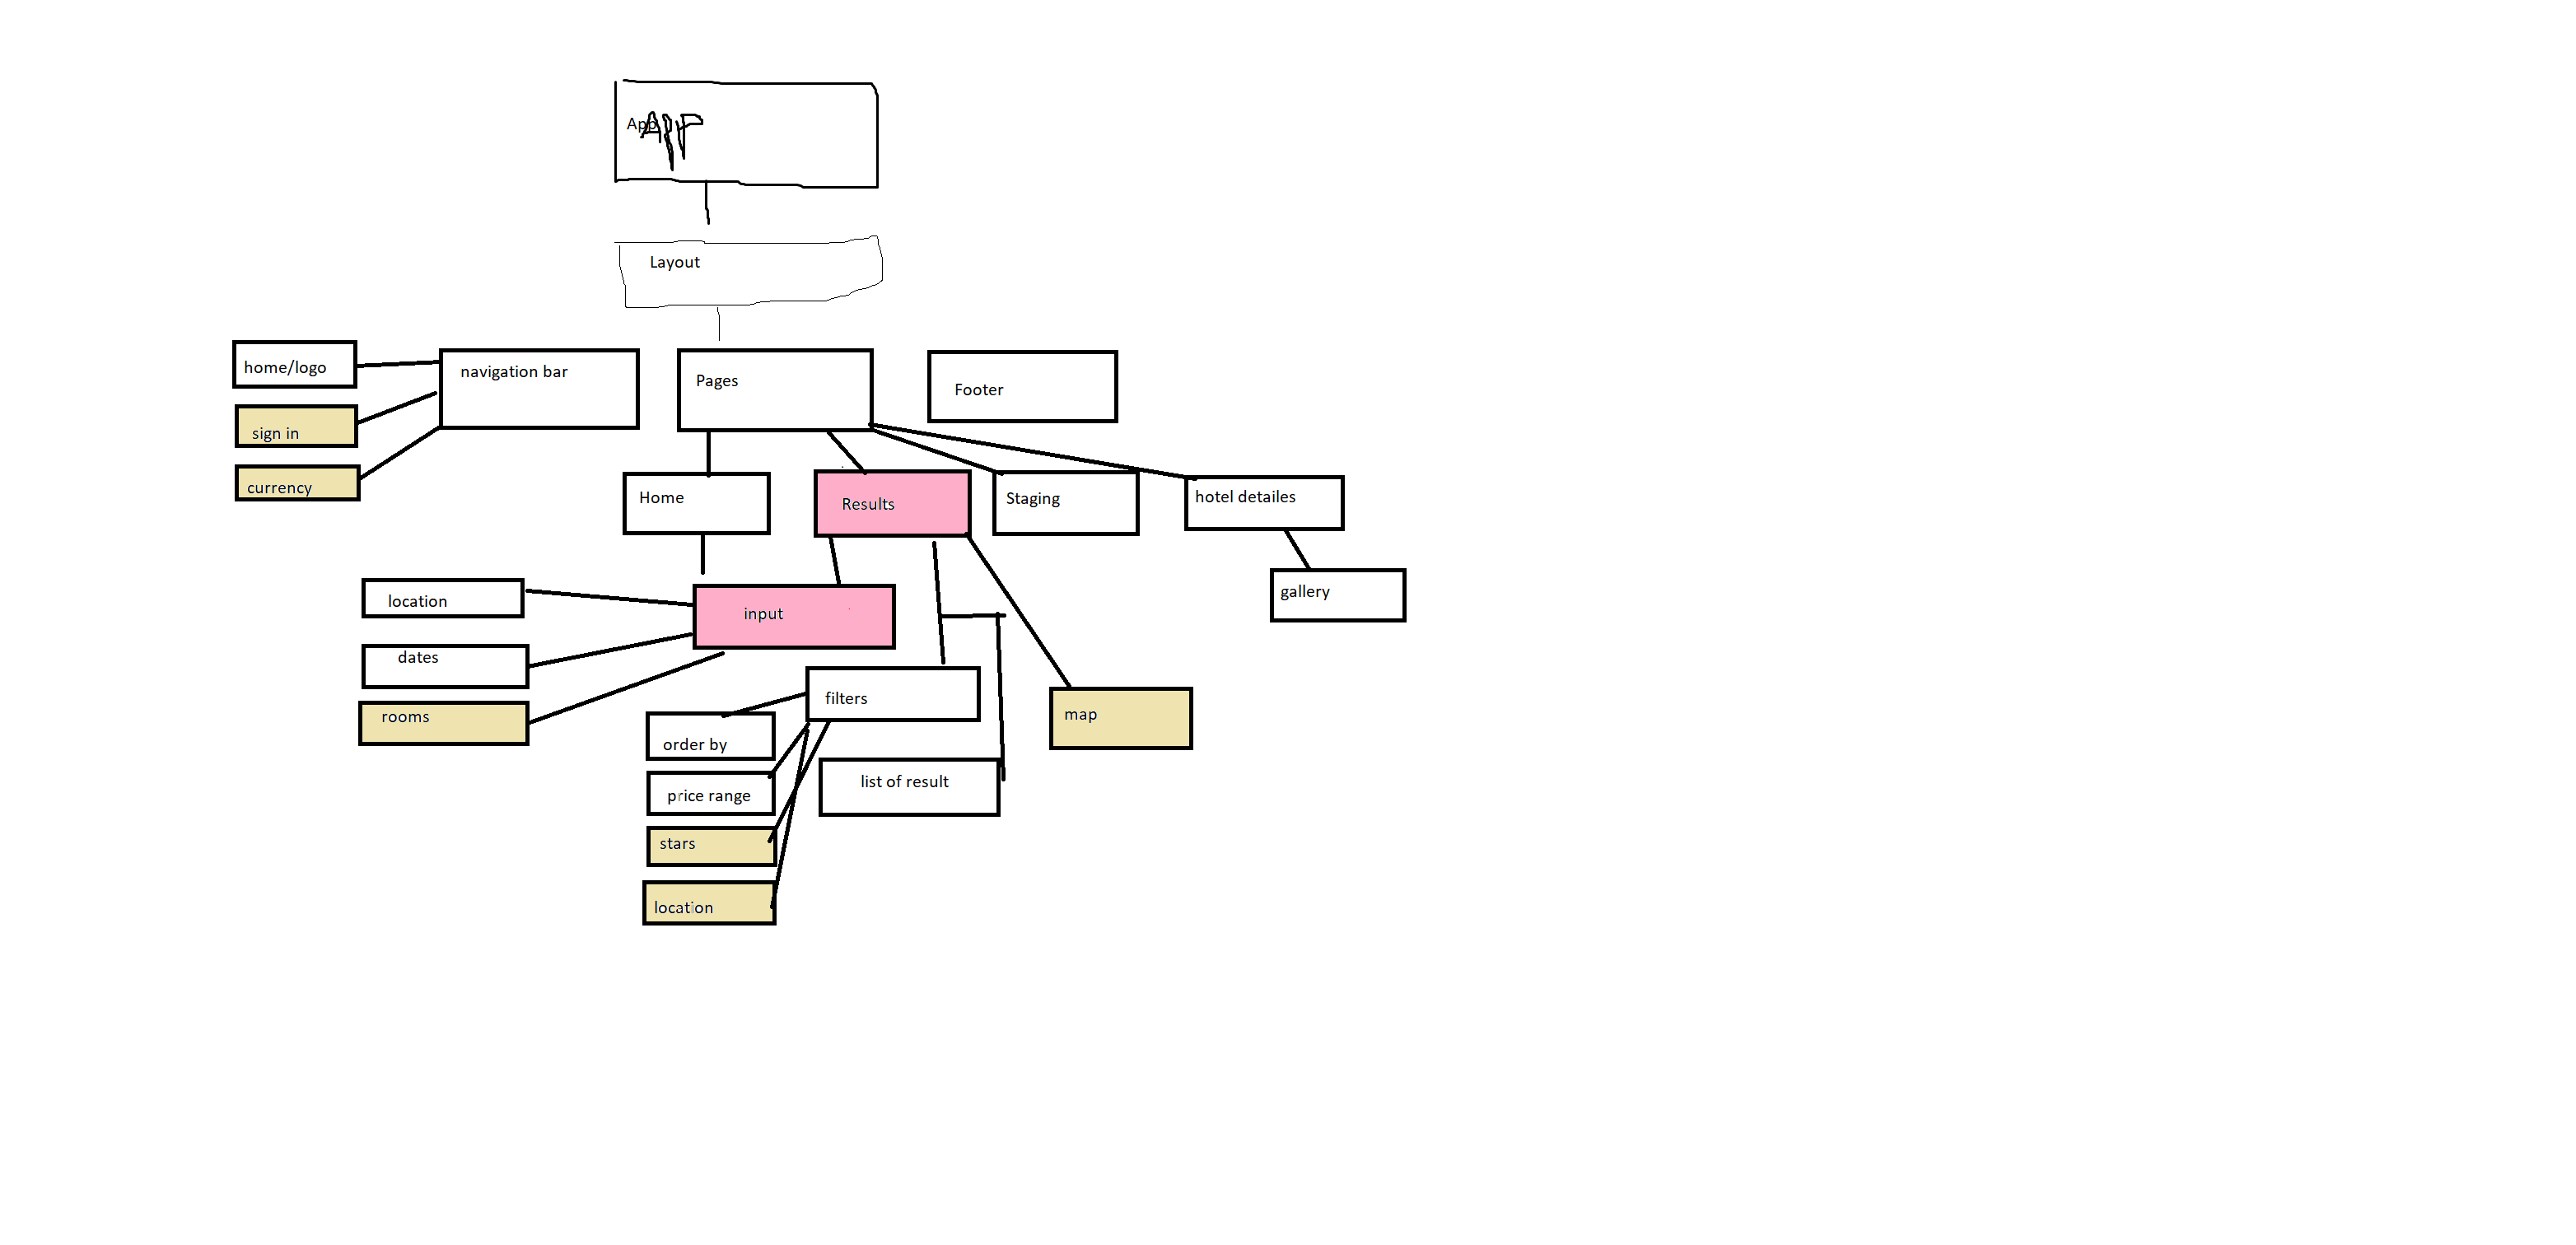 App
APP
Layout
home/logo
navigation bar
Pages
Footer
sign in
currency
Home
Results
Staging
hotel detailes
location
input
gallery
dates
rooms
filters
map
order by
price range
list of result
stars
location